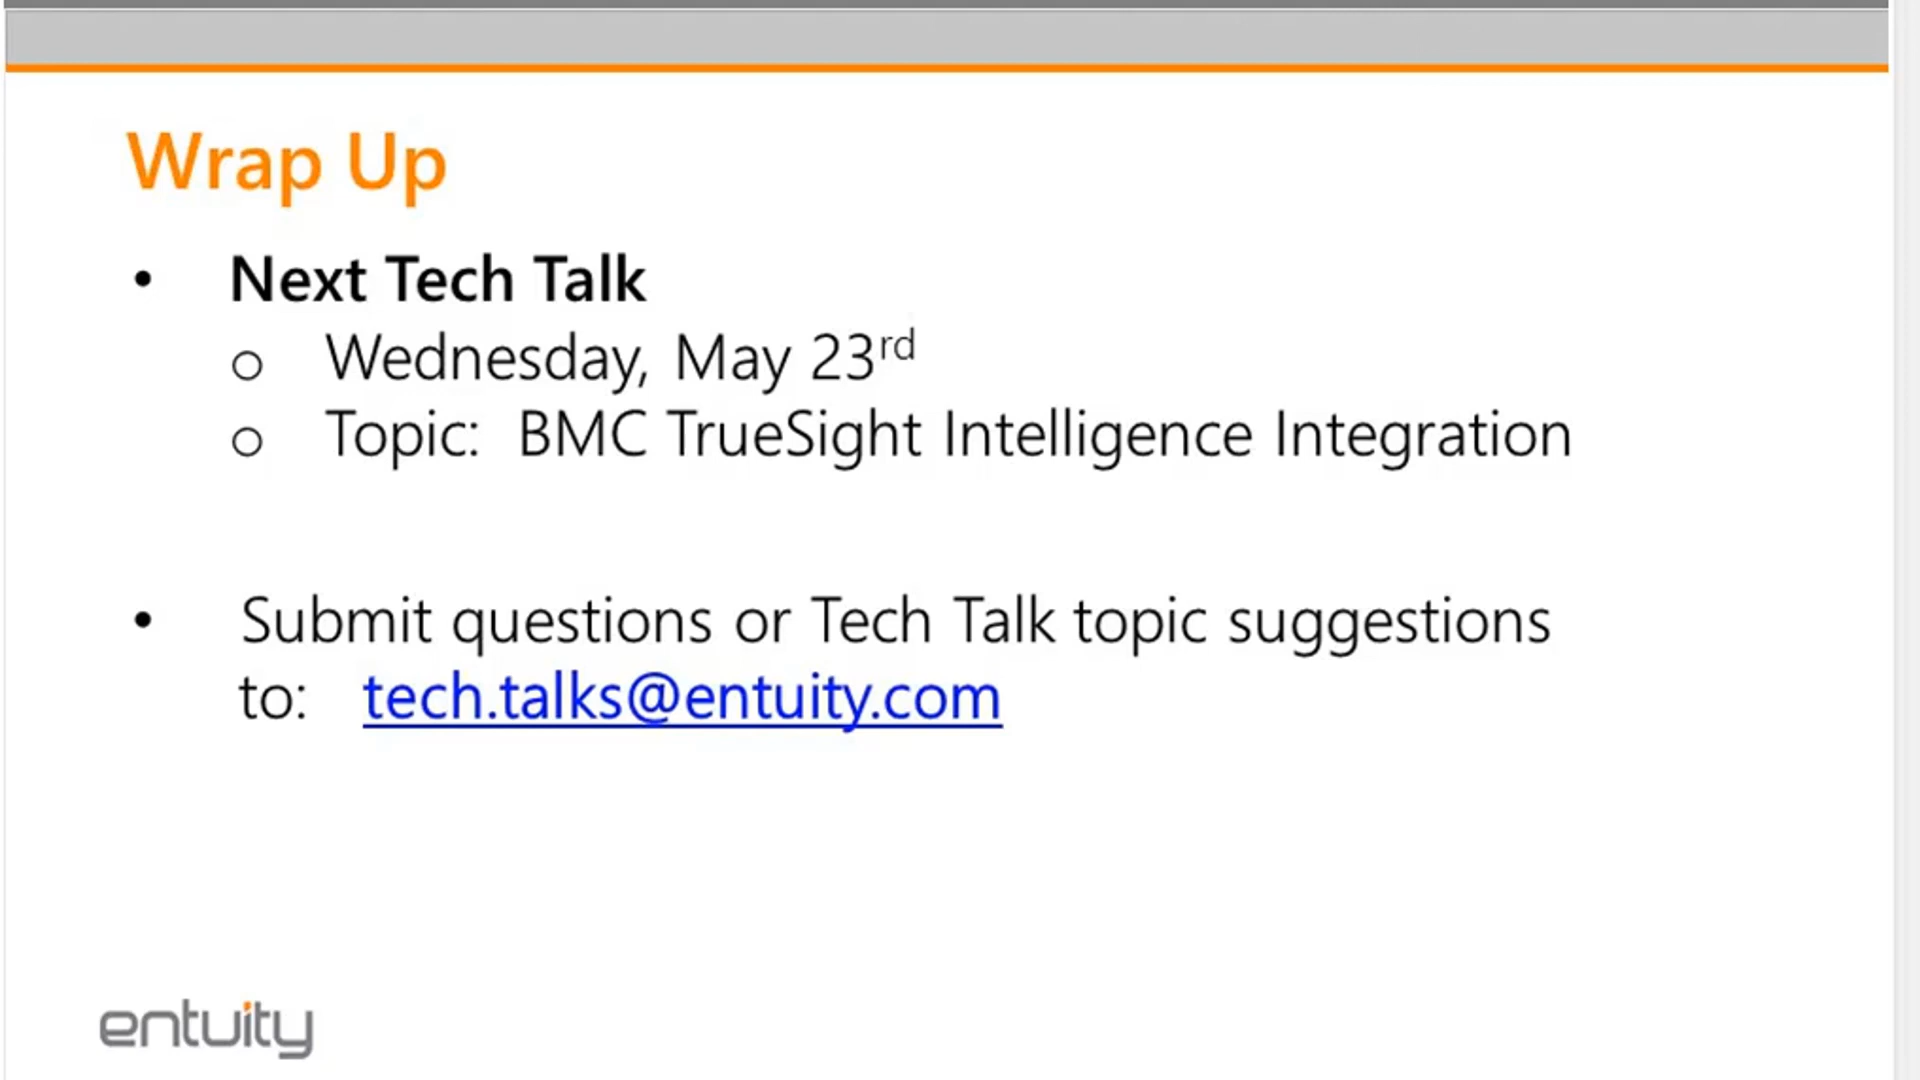 Wrap Up
• Next Tech Talk
o Wednesday, May 23rd
o Topic: BMC TrueSight Intelligence Integration
• Submit questions or Tech Talk topic suggestions
to: tech.talks@entuity.com
entuity